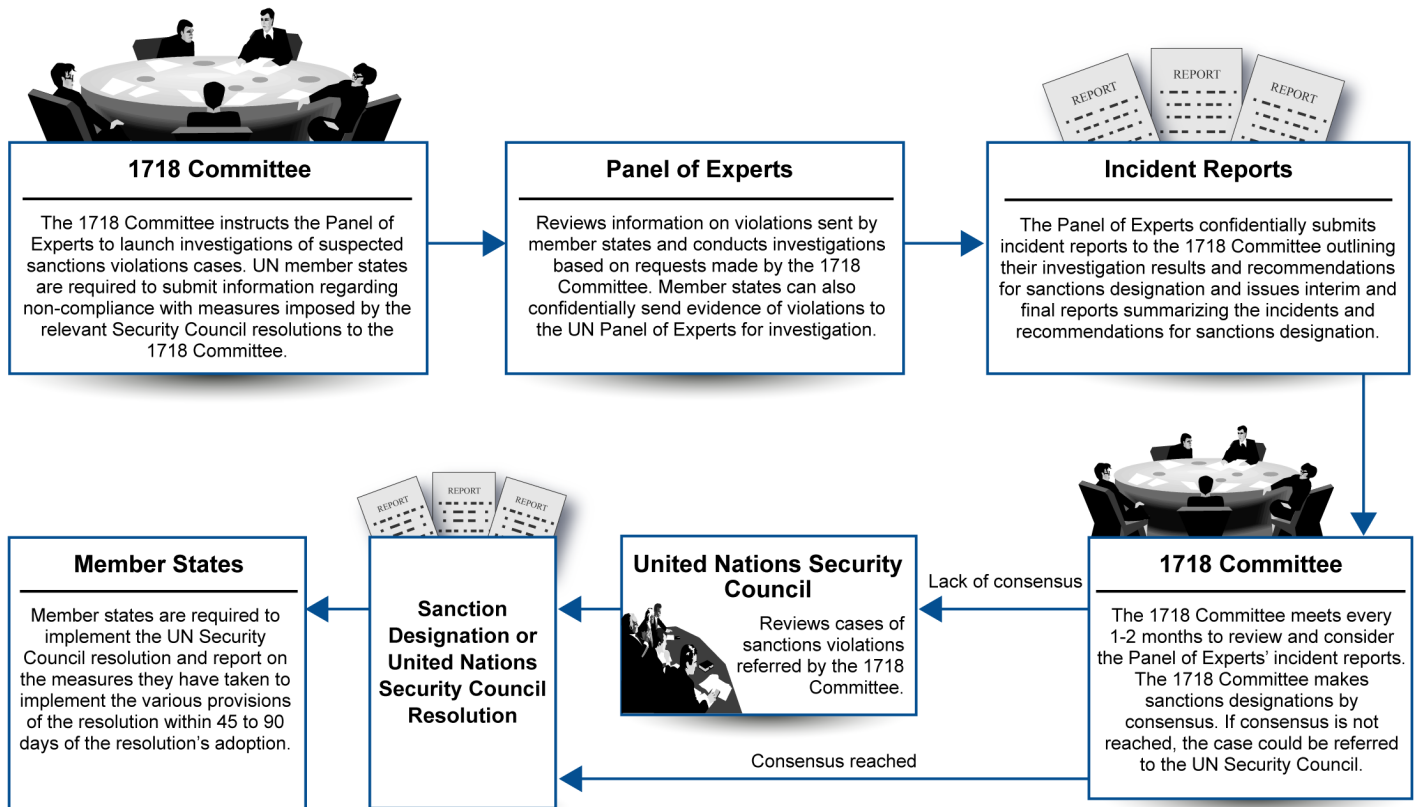 1718 Committee
The 1718 Committee instructs the Panel of
Experts to launch investigations of suspected
sanctions violations cases. UN member states
are required to submit information regarding
non-compliance with measures imposed by the
relevant Security Council resolutions to the
1718 Committee.
Panel of Experts
Reviews information on violations sent by
member states and conducts investigations
based on requests made by the 1718
Committee. Member states can also
confidentially send evidence of violations to
the UN Panel of Experts for investigation.
REPORT
REPORT
REPORT
Incident Reports
The Panel of Experts confidentially submits
incident reports to the 1718 Committee outlining
their investigation results and recommendations
for sanctions designation and issues interim and
final reports summarizing the incidents and
recommendations for sanctions designation.
1718 Committee
The 1718 Committee meets every
1-2 months to review and consider
the Panel of Experts’ incident reports.
The 1718 Committee makes
sanctions designations by
consensus. If consensus is not
reached, the case could be referred
to the UN Security Council.
Lack of consensus
Consensus reached
United Nations Security
Council
Reviews cases of
sanctions violations
referred by the 1718
Committee.
REPORT
REPORT
REPORT
Sanction
Designation or
United Nations
Security Council
Resolution
Member States
Member states are required to
implement the UN Security
Council resolution and report on
the measures they have taken to
implement the various provisions
of the resolution within 45 to 90
days of the resolution’s adoption.